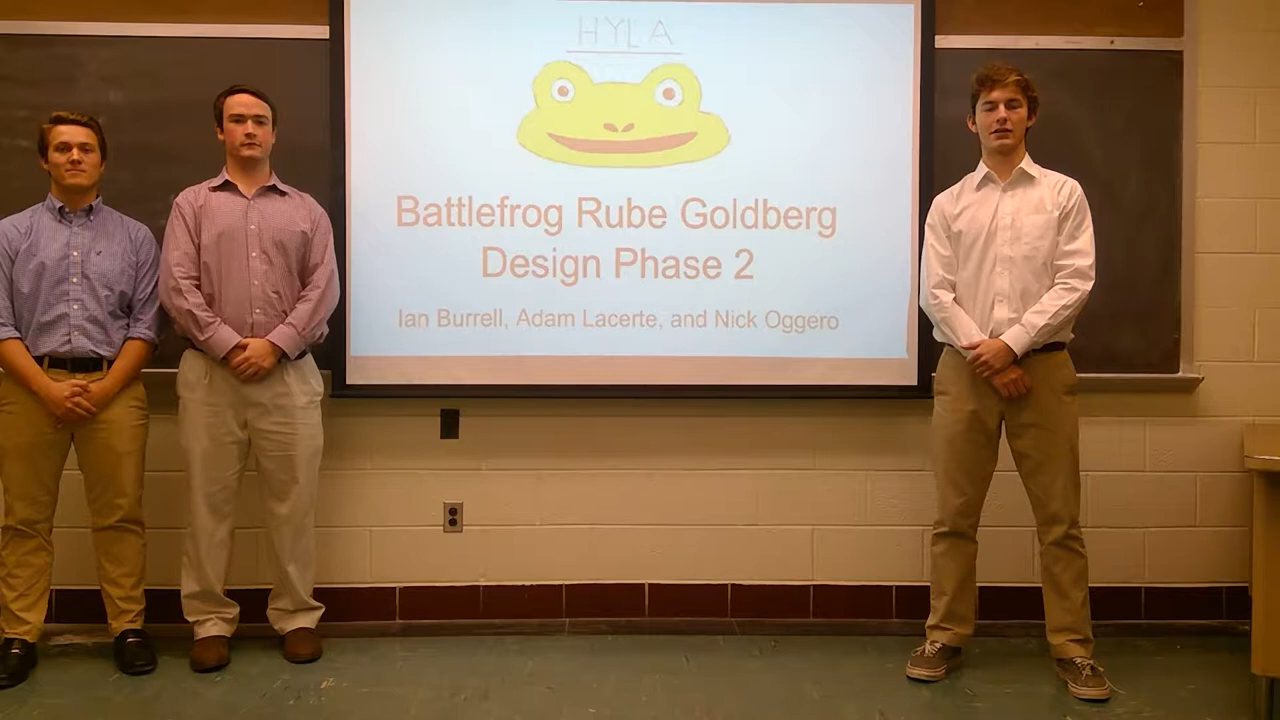 HYLA
Battlefrog Rube Goldberg
Design Phase 2
Ian Burrell, Adam Lacerte, and Nick Oggero